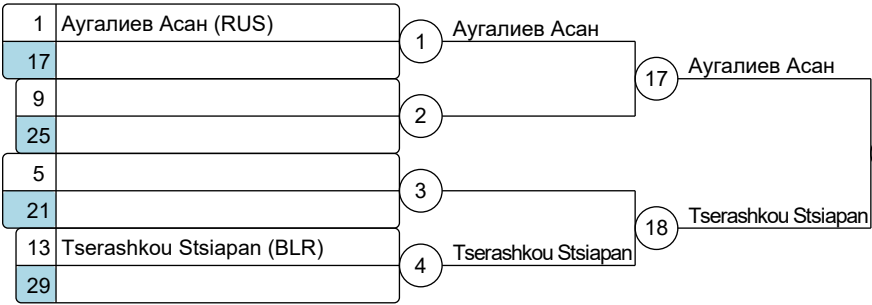 1 Аугалиев Асан (RUS)
17
1 Аугалиев Асан
9
25
2
17 Аугалиев Асан
5
21
3
13 Tserashkou Stsiapan (BLR)
29
4 Tserashkou Stsiapan
18 Tserashkou Stsiapan